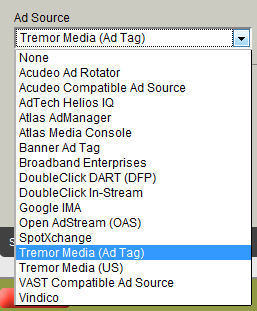 Ad Source
Tremor Media (Ad Tag)
None
Acudeo Ad Rotator
Acudeo Compatible Ad Source
AdTech Helios IQ
Atlas AdManager
Atlas Media Console
Banner Ad Tag
Broadband Enterprises
DoubleClick DART (DFP)
DoubleClick In-Stream
Google IMA
Open AdStream (OAS)
SpotXchange
Tremor Media (Ad Tag)
Tremor Media (US)
VAST Compatible Ad Source
Vindico